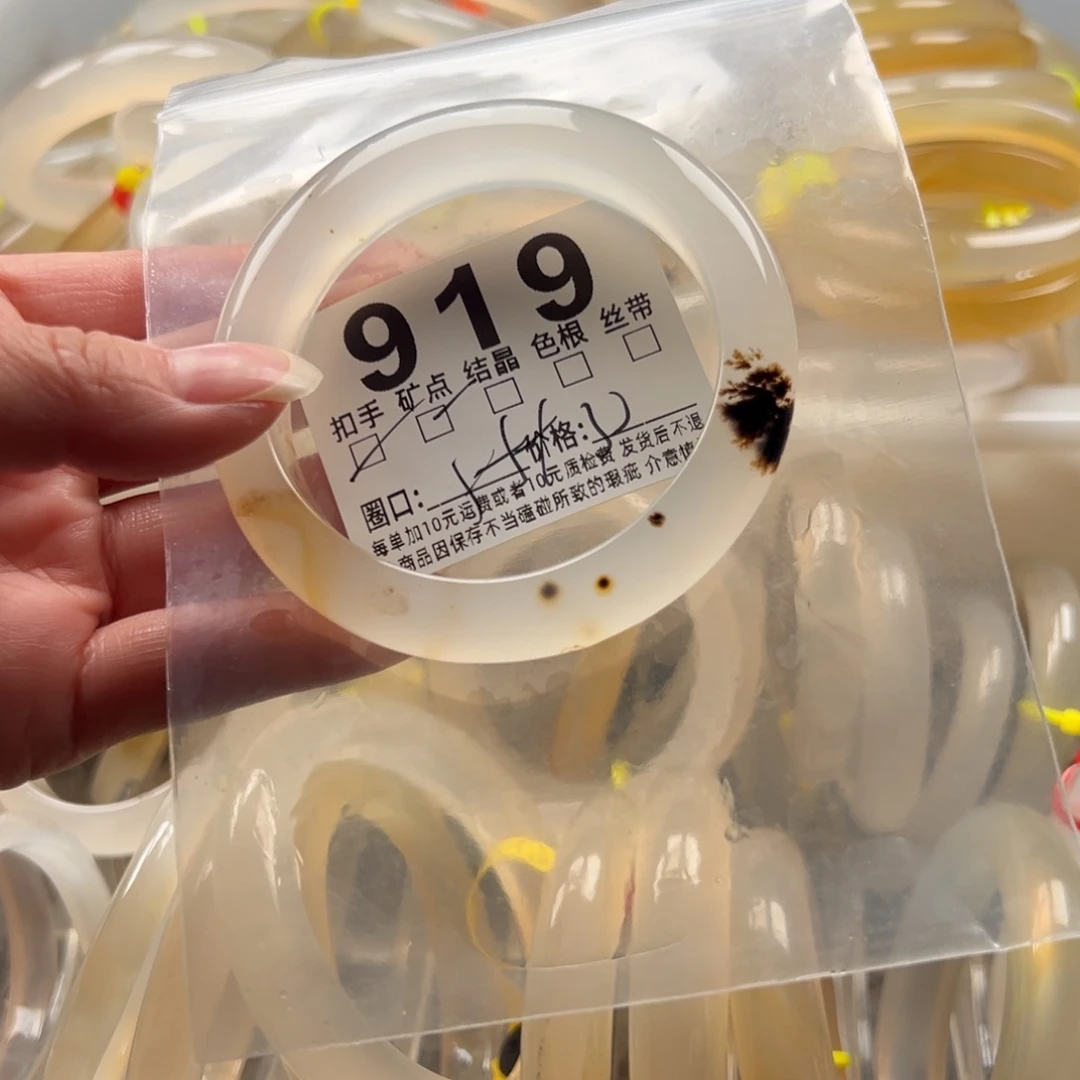 919
扣手 矿点 结晶 色根 丝带
圈口: 价格:
每单加10元运费或者10元质检费 发货后不退
商品因保存不当磕碰所致的瑕疵 介意慎